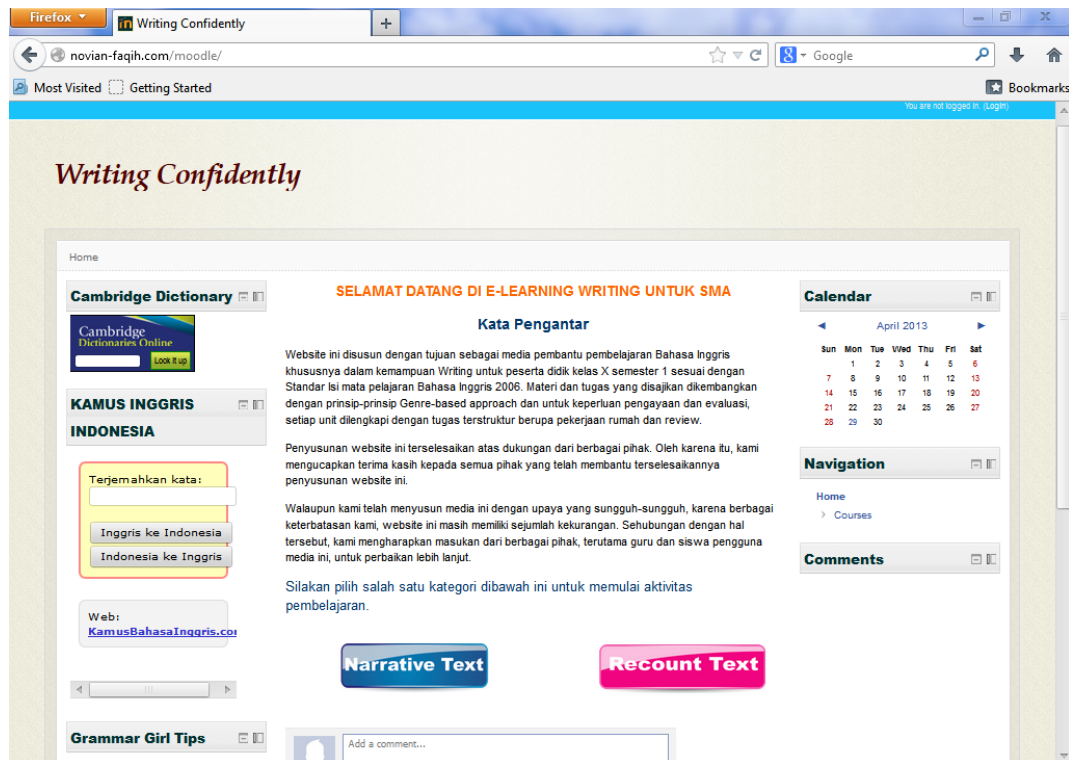 Firefox
Writing Confidently
novian-faqih.com/moodle/
Google
Most Visited
Getting Started
Bookmarks
You are not logged in. (Login)
Writing Confidently
Home
Cambridge Dictionary
Cambridge
Dictionaries Online
Look it up
KAMUS INGGRIS
INDONESIA
Terjemahkan kata:
Inggris ke Indonesia
Indonesia ke Inggris
Web:
KamusBahasaInggris.co
Grammar Girl Tips
SELAMAT DATANG DI E-LEARNING WRITING UNTUK SMA
Kata Pengantar
Website ini disusun dengan tujuan sebagai media pembantu pembelajaran Bahasa Inggris
khususnya dalam kemampuan Writing untuk peserta didik kelas X semester 1 sesuai dengan
Standar Isi mata pelajaran Bahasa Inggris 2006. Materi dan tugas yang disajikan dikembangkan
dengan prinsip-prinsip Genre-based approach dan untuk keperluan pengayaan dan evaluasi,
setiap unit dilengkapi dengan tugas terstruktur berupa pekerjaan rumah dan review.
Penyusunan website ini terselesaikan atas dukungan dari berbagai pihak. Oleh karena itu, kami
mengucapkan terima kasih kepada semua pihak yang telah membantu terselesaikannya
penyusunan website ini.
Walaupun kami telah menyusun media ini dengan upaya yang sungguh-sungguh, karena berbagai
keterbatasan kami, website ini masih memiliki sejumlah kekurangan. Sehubungan dengan hal
tersebut, kami mengharapkan masukan dari berbagai pihak, terutama guru dan siswa pengguna
media ini, untuk perbaikan lebih lanjut.
Silakan pilih salah satu kategori dibawah ini untuk memulai aktivitas
pembelajaran.
Narrative Text
Recount Text
Add a comment...
Calendar
April 2013
Sun Mon Tue Wed Thu Fri Sat
1 2 3 4 5 6
7 8 9 10 11 12 13
14 15 16 17 18 19 20
21 22 23 24 25 26 27
28 29 30
Navigation
Home
Courses
Comments